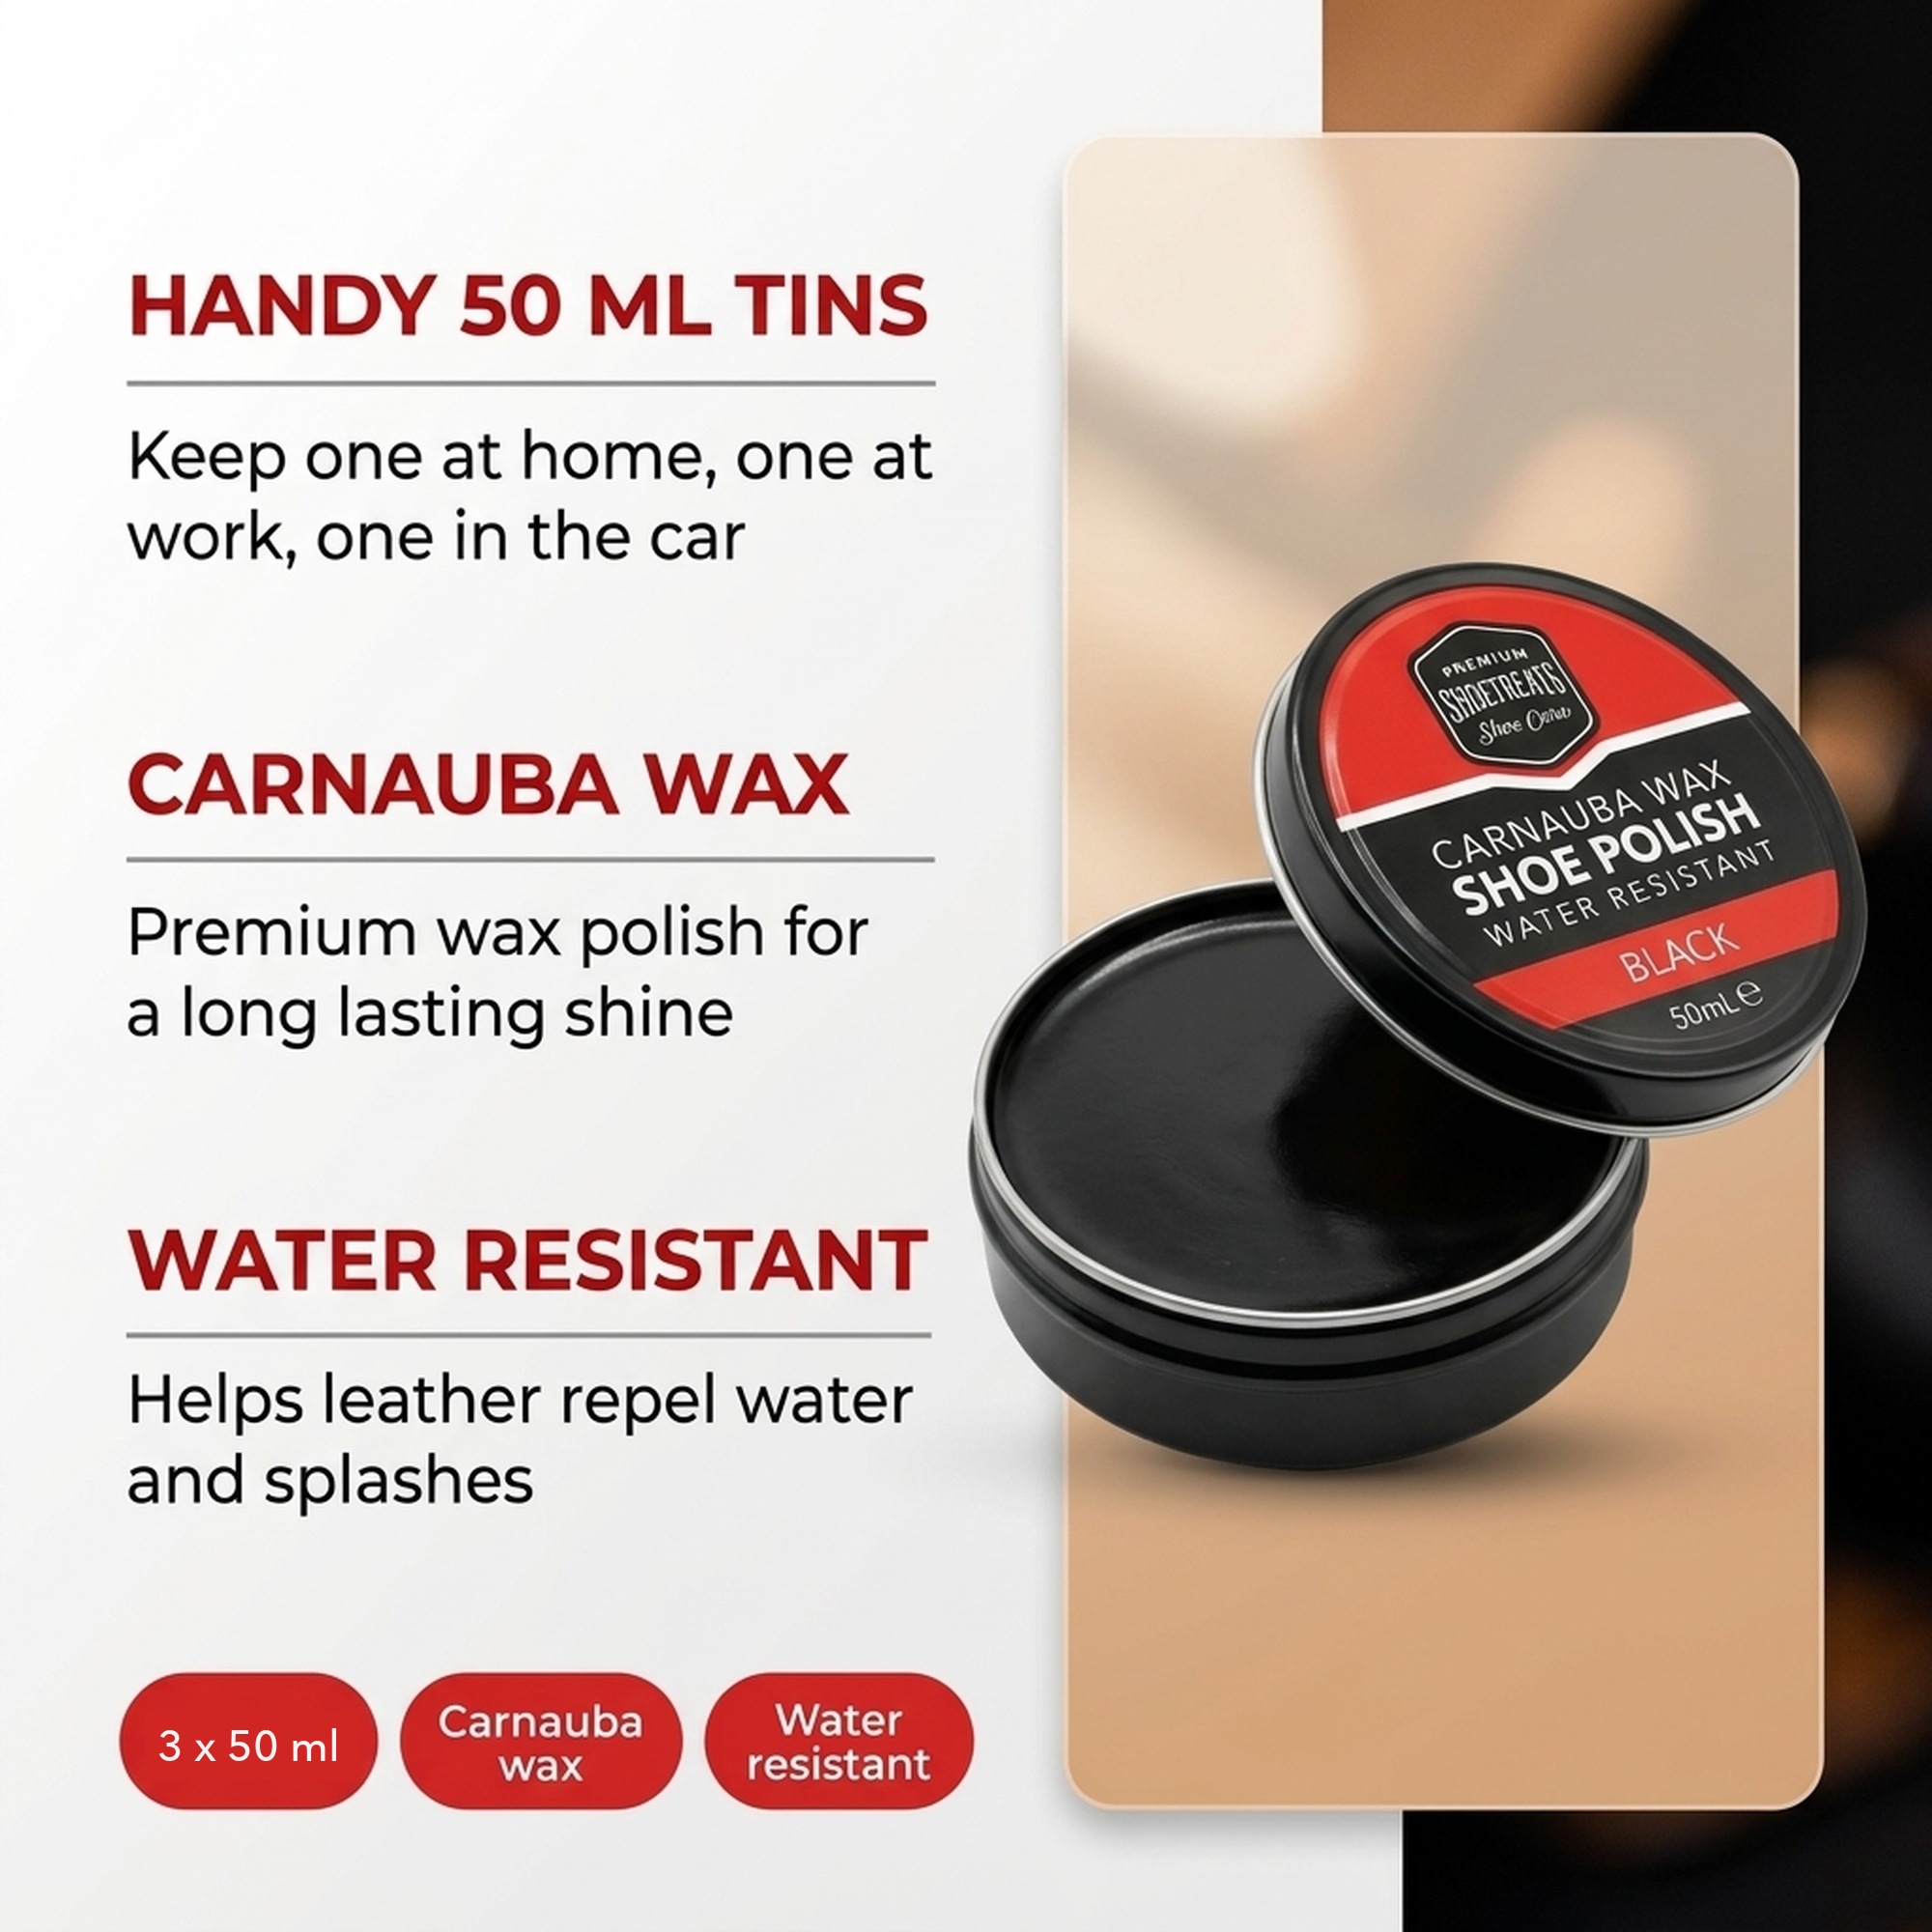 HANDY 50 ML TINS
Keep one at home, one at
work, one in the car
CARNAUBA WAX
Premium wax polish for
a long lasting shine
WATER RESISTANT
Helps leather repel water
and splashes
3 x 50 ml
Carnauba
wax
Water
resistant
PREMIUM
SHOETREATS
Shoe
CARNAUBA WAX
SHOE POLISH
WATER RESISTANT
BLACK
50mL e